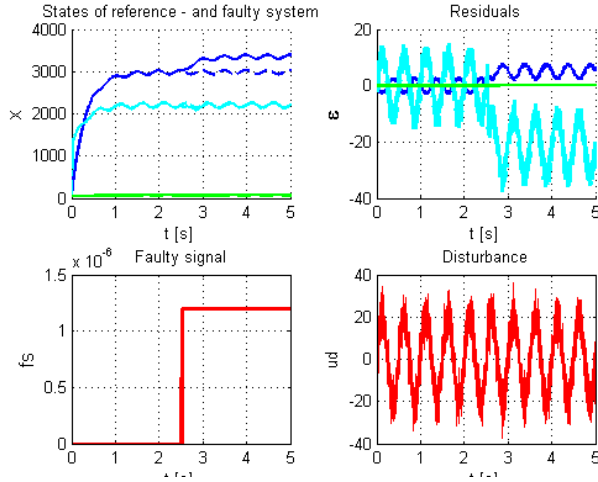 States of reference - and faulty system
4000
3000
2000
1000
0
X
0 1 2 3 4 5
t [s]
Residuals
20
0
-20
-40
ε
0 1 2 3 4 5
t [s]
x 10⁻⁶
Faulty signal
1.5
1
0.5
0
fs
0 1 2 3 4 5
t [s]
Disturbance
40
20
0
-20
-40
ud
0 1 2 3 4 5
t [s]